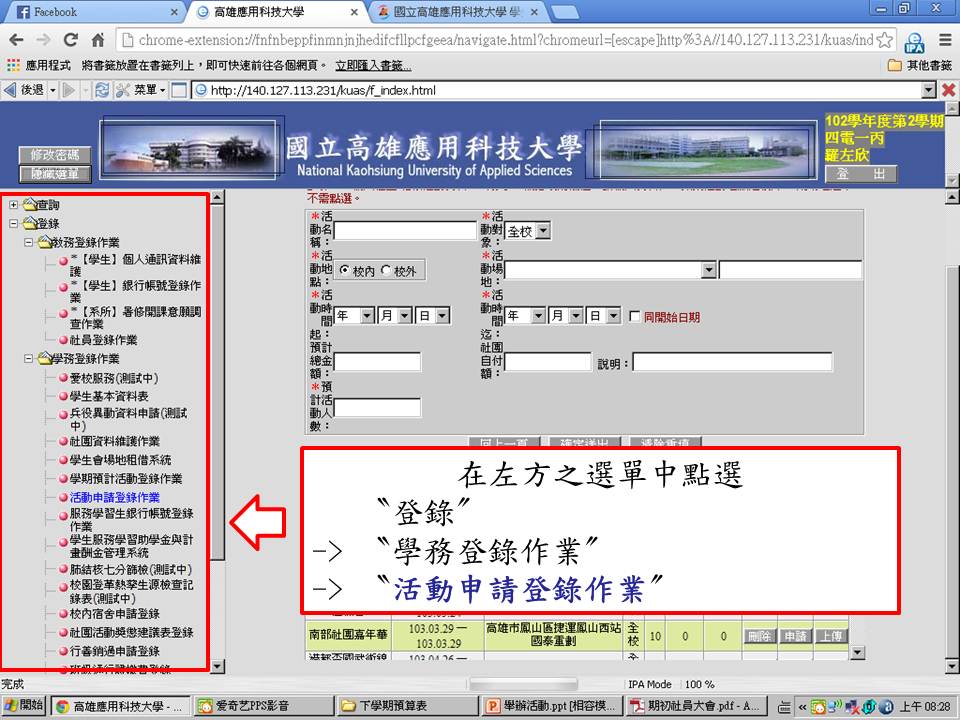 Facebook
高雄應用科技大學
國立高雄應用科技大學 學
chrome-extension://fnfnbeppfinmnjnjhedifcfllpcfgeea/navigate.html?chromeurl=[escape]http%3A//140.127.113.231/kuas/ind
應用程式 將書籤放置在書籤列上，即可快速前往各個網頁。 立即匯入書籤...
其他書籤
後退
菜單
http://140.127.113.231/kuas/f_index.html
修改密碼
隱藏選單
國立高雄應用科技大學
National Kaohsiung University of Applied Sciences
102學年度第2學期
四電一丙
羅左欣
登 出
查詢
登錄
教務登錄作業
*【學生】個人通訊資料維
護
*【學生】銀行帳號登錄作
業
*【系所】暑修開課意願調
查作業
社員登錄作業
學務登錄作業
愛校服務(測試中)
學生基本資料表
兵役異動資料申請(測試
中)
社團資料維護作業
學生會場地租借系統
學期預計活動登錄作業
活動申請登錄作業
服務學習生銀行帳號登錄
作業
學生服務學習助學金與計
畫酬金管理系統
肺結核七分篩檢(測試中)
校園登革熱孳生源檢查記
錄表(測試中)
校內宿舍申請登錄
社團活動獎懲建議表登錄
行善銷過申請登錄
不需點選。
*活
動名
稱：
*活
動對
象：
全校
*活
動地
點：
校內 校外
*活
動場
地：
*活
動時
間
起：
年 月 日
*活
動時
間
迄：
年 月 日
同開始日期
預計
總金
額：
社團
自付
額：
說明：
*預
計活
動人
數：
回上一頁 確定送出 清除重填
在左方之選單中點選
〝登錄〞
-> 〝學務登錄作業〞
-> 〝活動申請登錄作業〞
南部社團嘉年華
103.03.29－
103.03.29
高雄市鳳山區捷運鳳山西站
國泰重劃
全
校
10 0 0 刪除 申請 上傳
完成
IPA Mode 100 %
開始
高雄應用科技大學 - ...
爱奇艺PPS影音
下學期預算表
舉辦活動.ppt [相容模...
期初社員大會.pdf - A...
上午 08:28